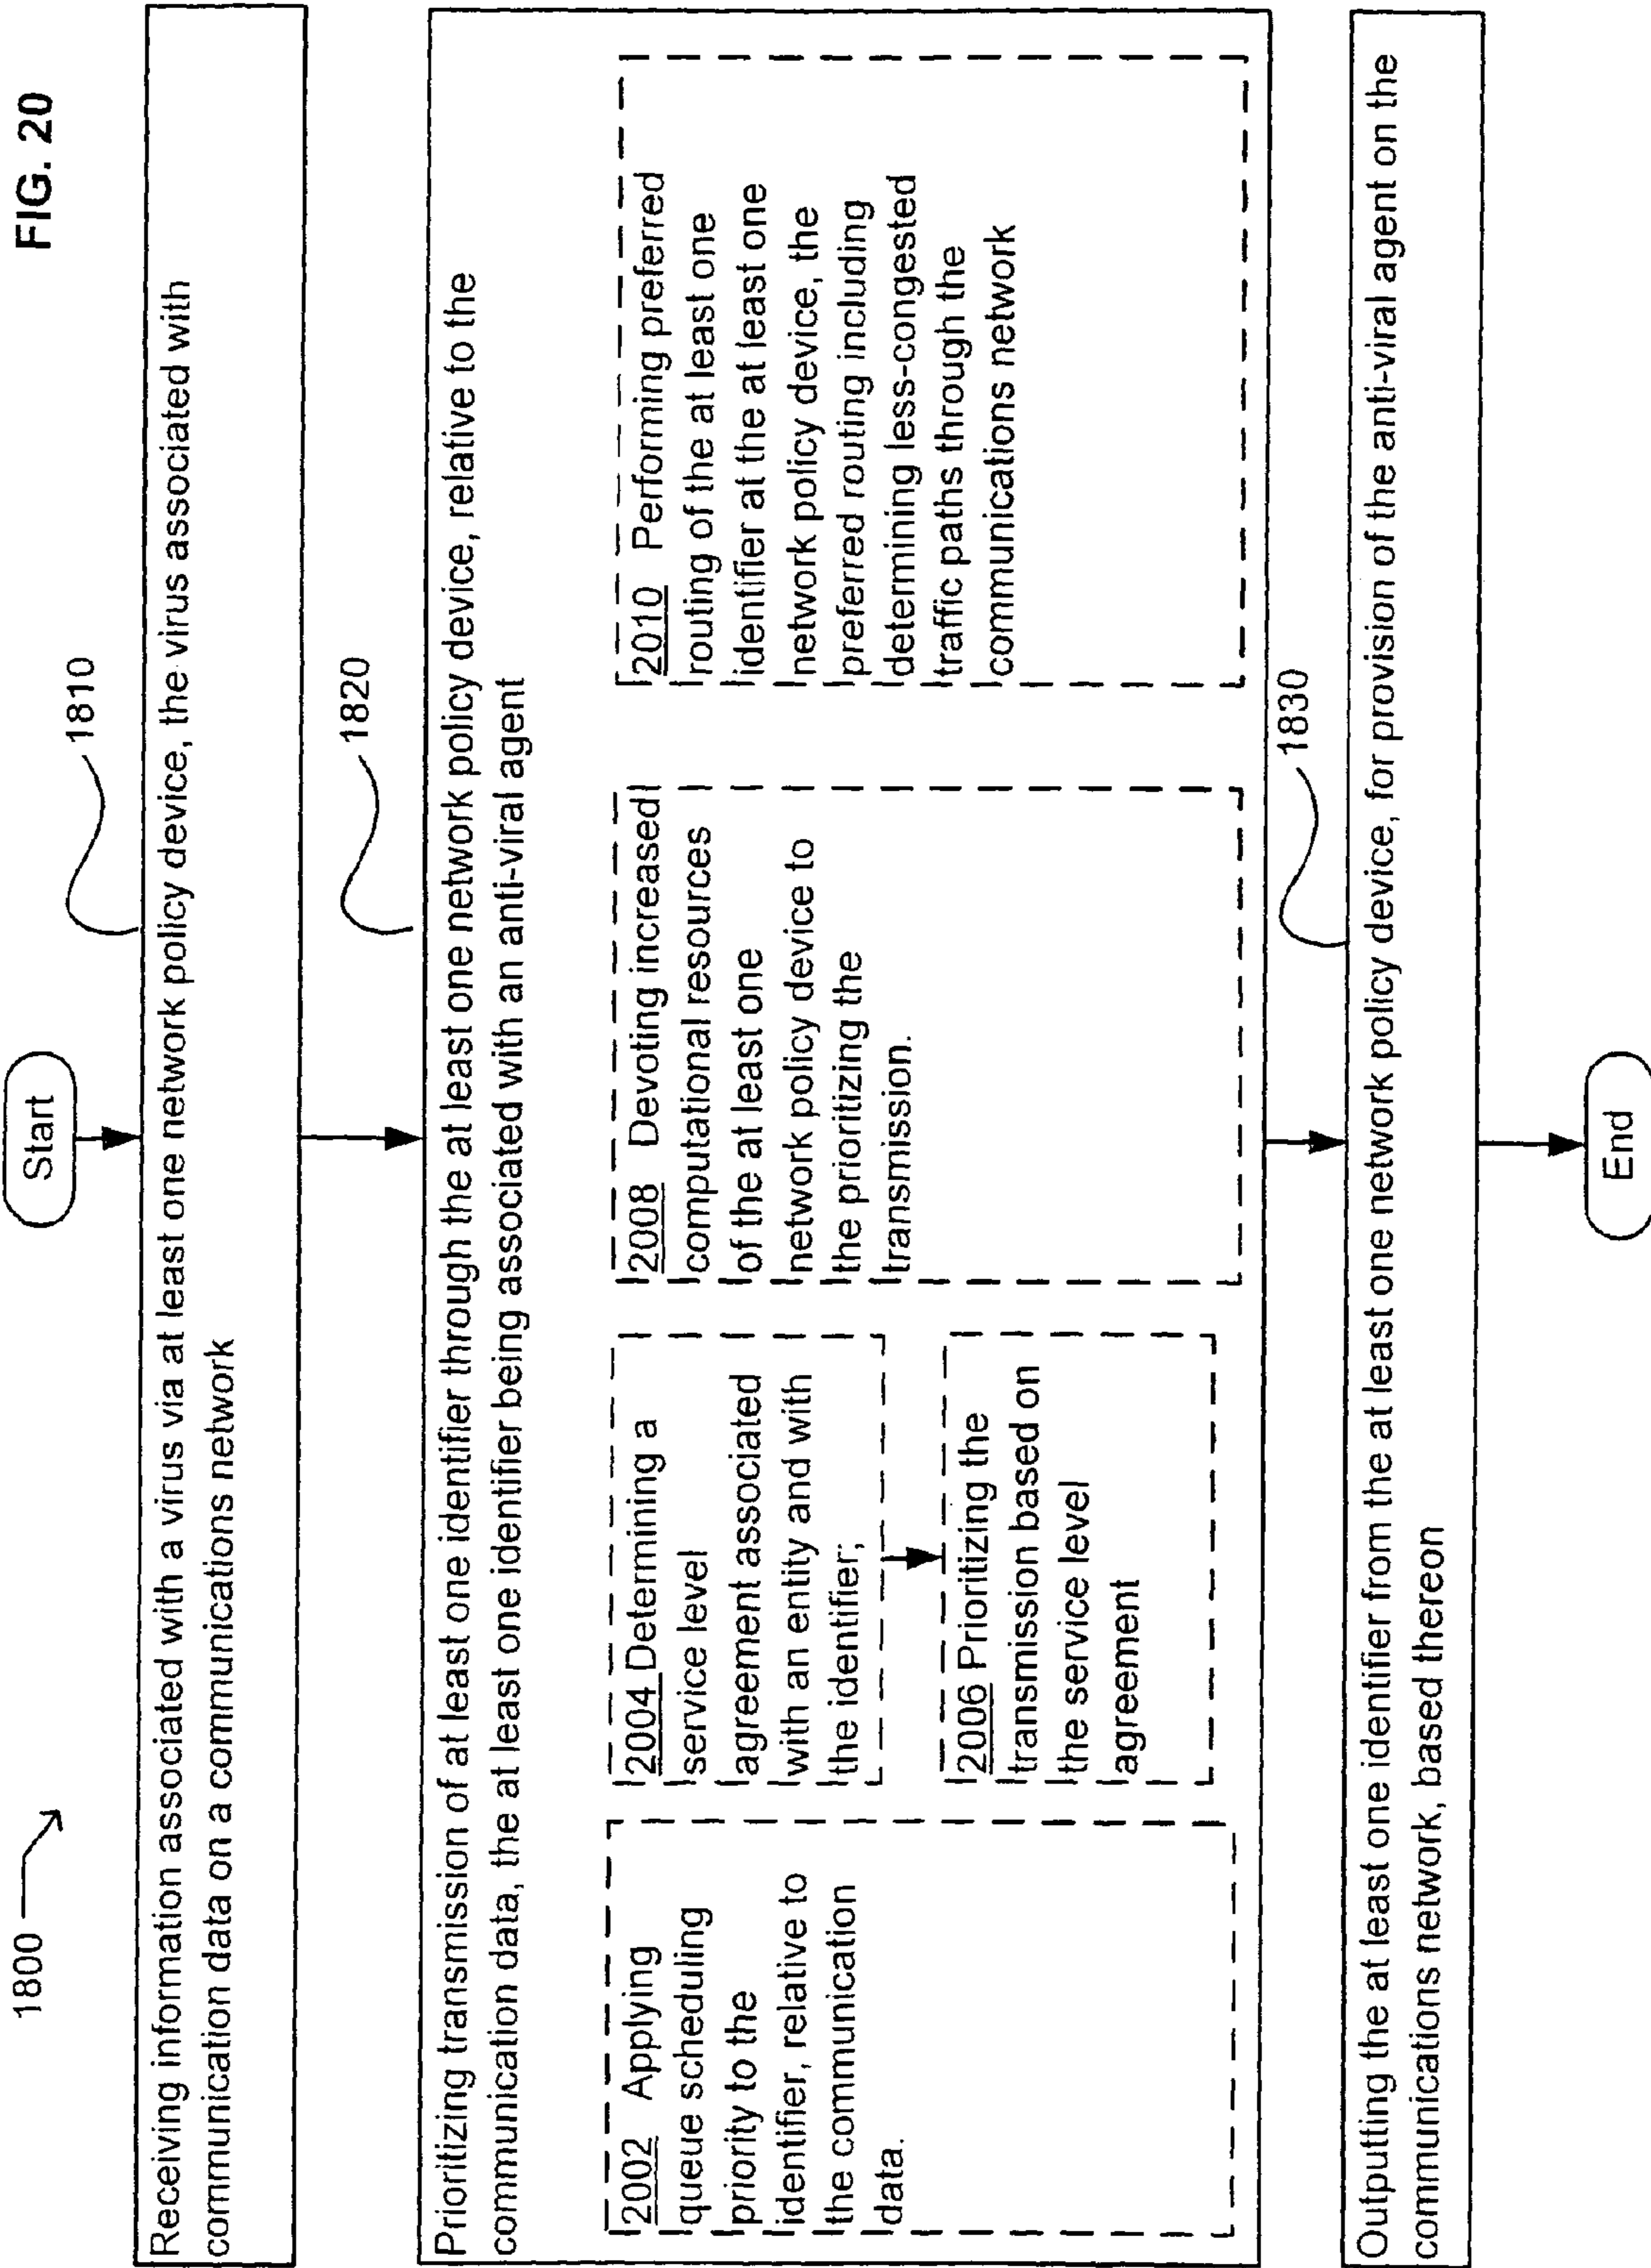 FIG. 20
1800
Start
1810
Receiving information associated with a virus via at least one network policy device, the virus associated with
communication data on a communications network
1820
Prioritizing transmission of at least one identifier through the at least one network policy device, relative to the
communication data, the at least one identifier being associated with an anti-viral agent
2002 Applying
queue scheduling
priority to the
identifier, relative to
the communication
data.
2004 Determining a
service level
agreement associated
with an entity and with
the identifier;
2006 Prioritizing the
transmission based on
the service level
agreement
2008 Devoting increased
computational resources
of the at least one
network policy device to
the prioritizing the
transmission.
2010 Performing preferred
routing of the at least one
identifier at the at least one
network policy device, the
preferred routing including
determining less-congested
traffic paths through the
communications network
1830
Outputting the at least one identifier from the at least one network policy device, for provision of the anti-viral agent on the
communications network, based thereon
End